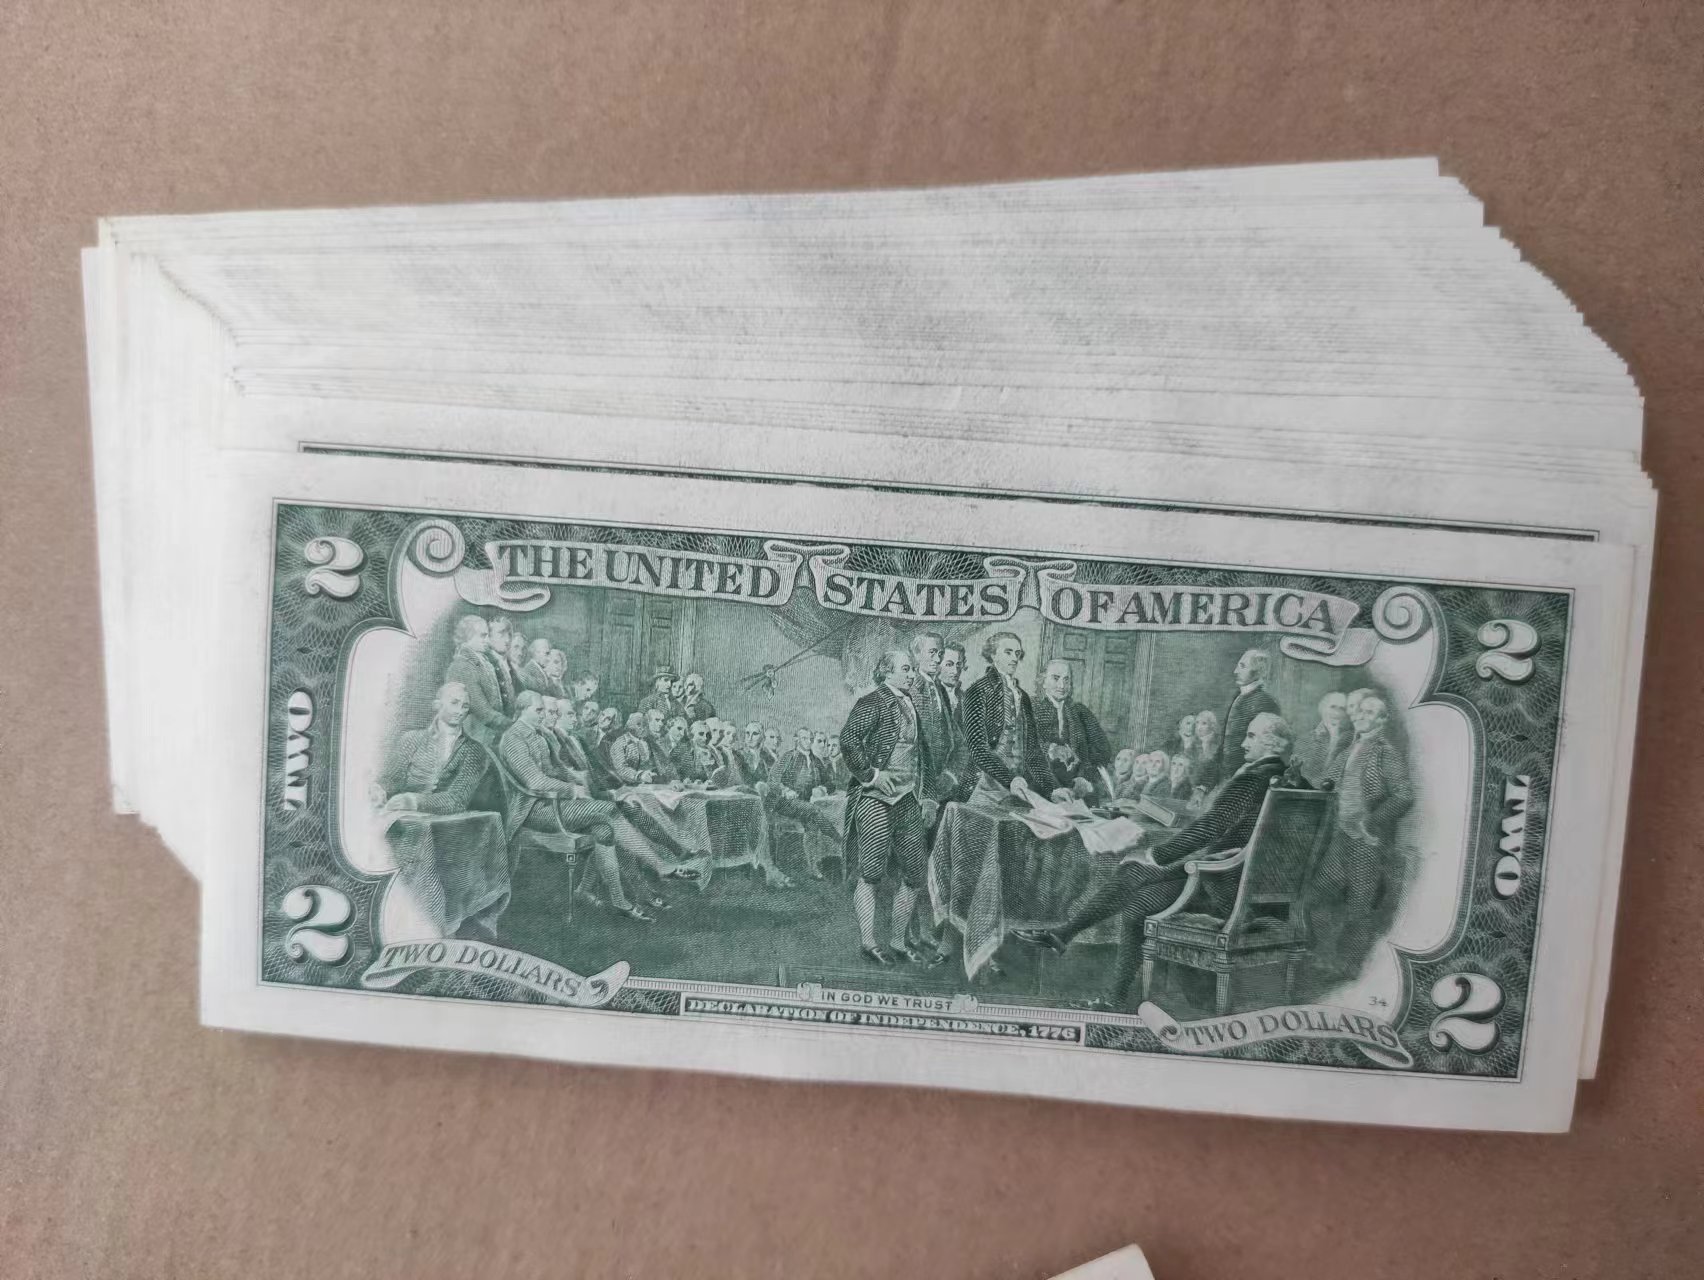 2
THE UNITED STATES OF AMERICA
2
TWO
TWO
2
TWO DOLLARS
IN GOD WE TRUST
DECLARATION OF INDEPENDENCE, 1776
34
TWO DOLLARS
2